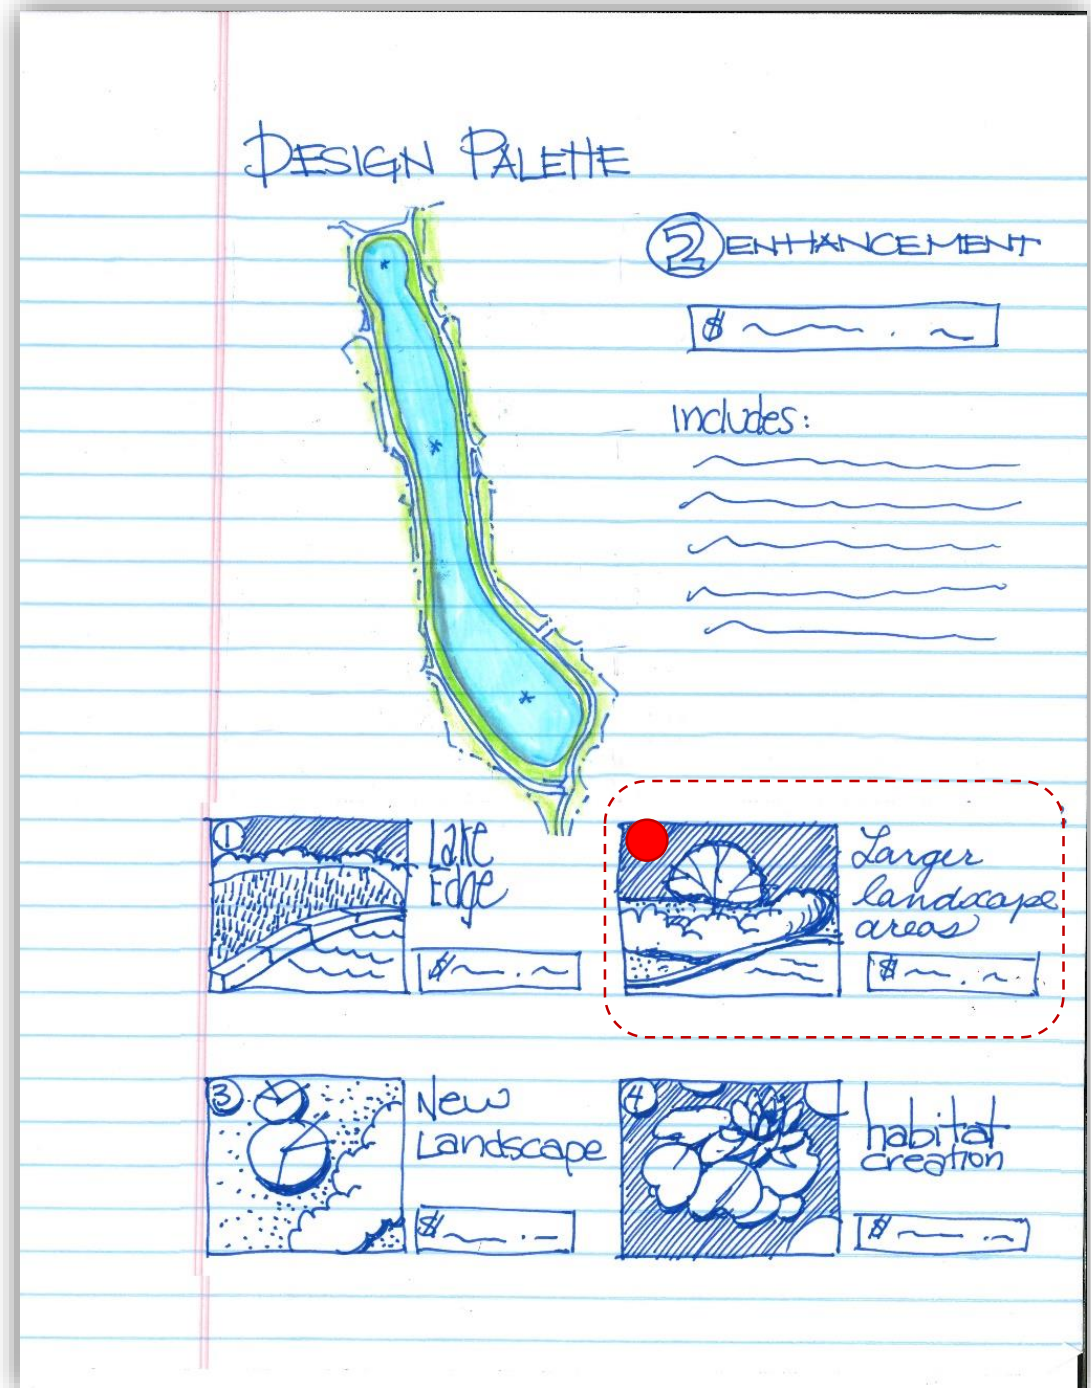 DESIGN PALETTE
2 ENHANCEMENT
$
includes:
1
Lake
Edge
$
Larger
landscape
areas
$
3
New
Landscape
$
4
habitat
creation
$